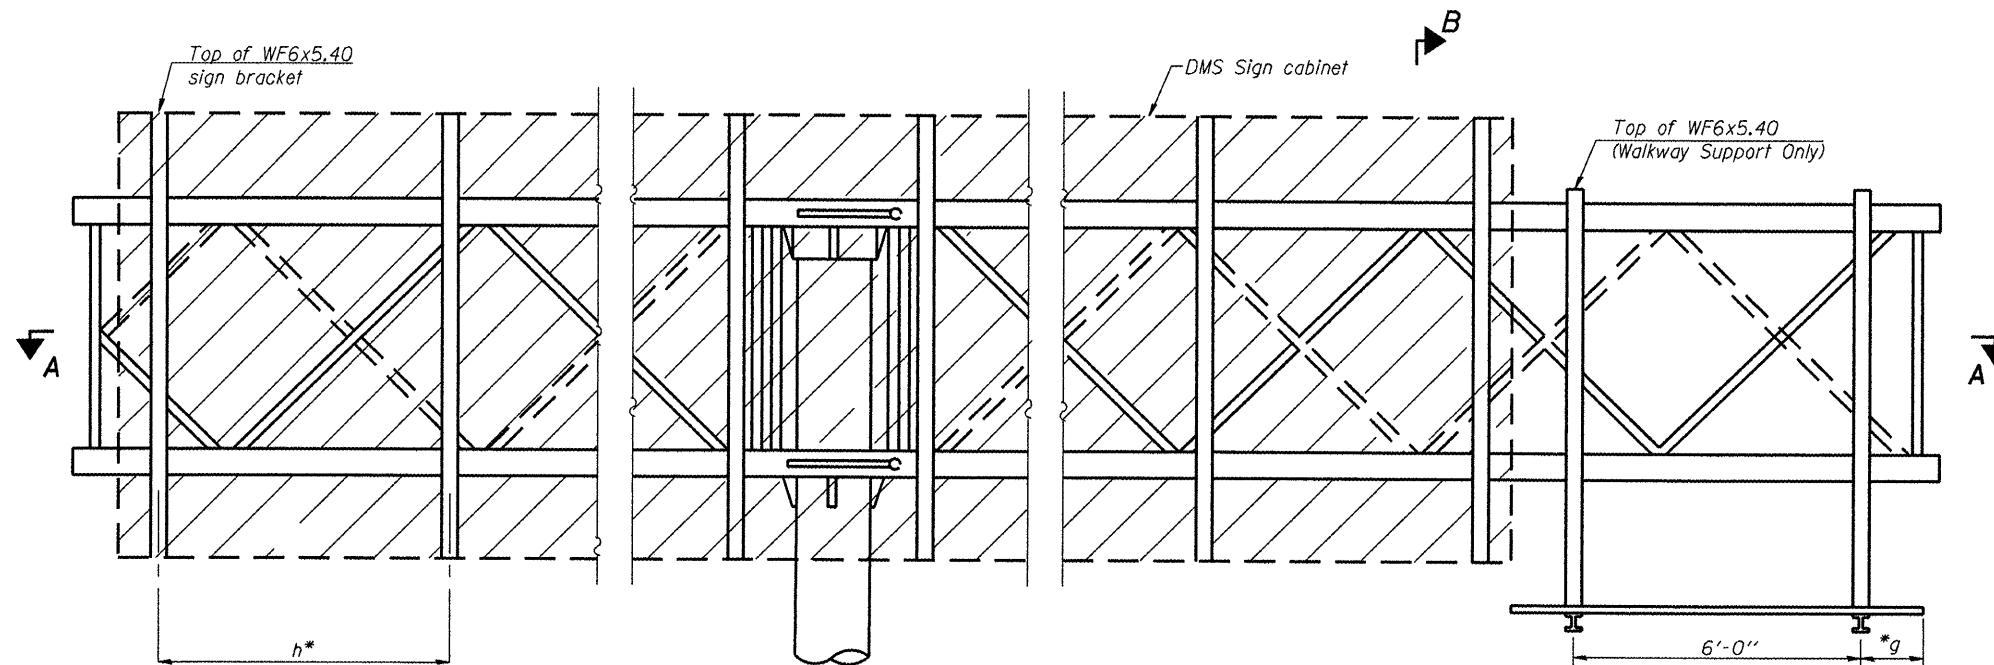 Top of WF6x5.40
sign bracket
DMS Sign cabinet
B
Top of WF6x5.40
(Walkway Support Only)
A
A
h*
6'-0"
*g